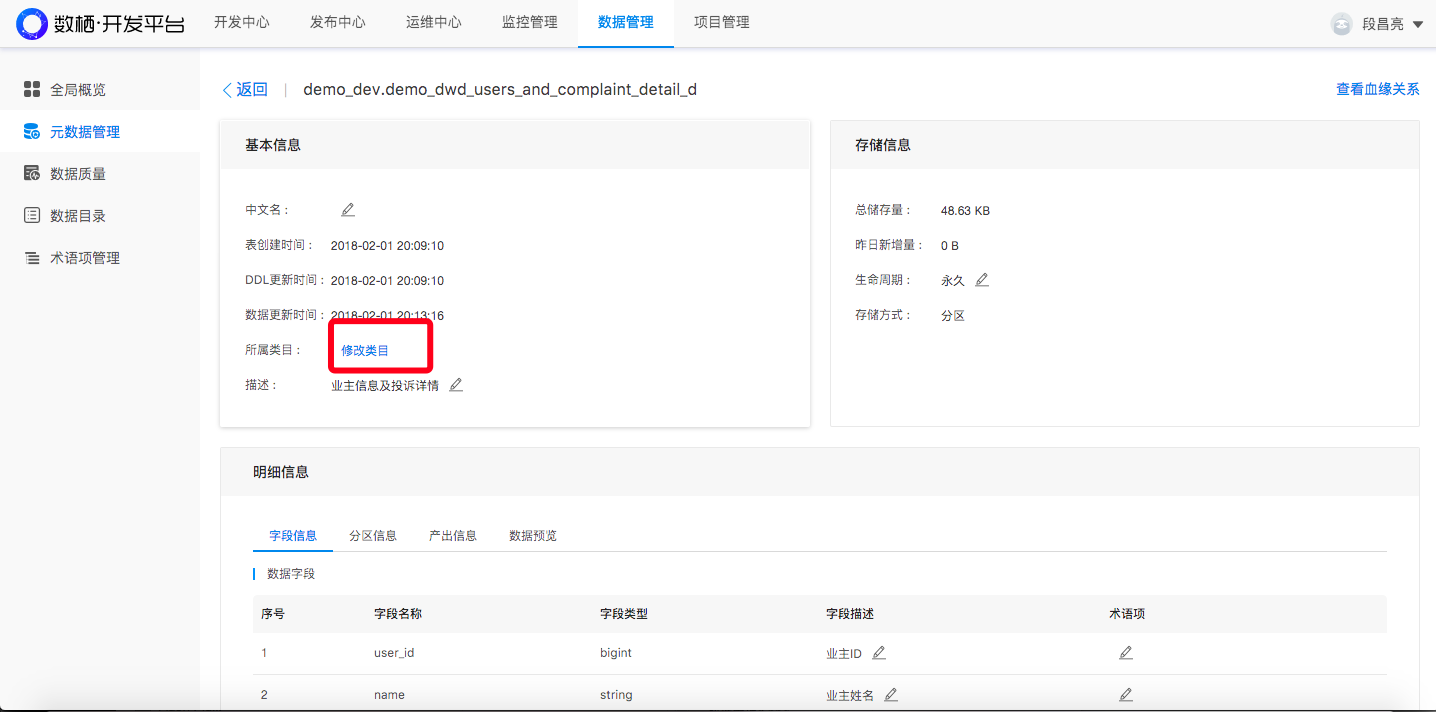 数栖·开发平台 开发中心 发布中心 运维中心 监控管理 数据管理 项目管理 段昌亮
全局概览
元数据管理
数据质量
数据目录
术语项管理
返回 | demo_dev.demo_dwd_users_and_complaint_detail_d 查看血缘关系
基本信息
中文名：
表创建时间： 2018-02-01 20:09:10
DDL更新时间： 2018-02-01 20:09:10
数据更新时间： 2018-02-01 20:13:16
所属类目： 修改类目
描述： 业主信息及投诉详情
存储信息
总储存量： 48.63 KB
昨日新增量： 0 B
生命周期： 永久
存储方式： 分区
明细信息
字段信息 分区信息 产出信息 数据预览
数据字段
序号 字段名称 字段类型 字段描述 术语项
1 user_id bigint 业主ID
2 name string 业主姓名